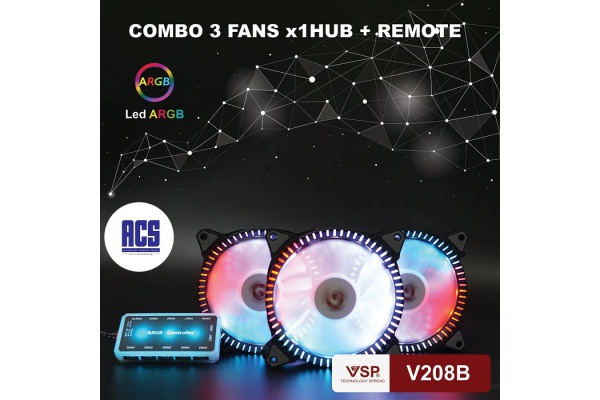 COMBO 3 FANS x1HUB + REMOTE
ARGB
Led ARGB
ACS
ARGB Controller
VSP
TECHNOLOGY SPREAD
V208B